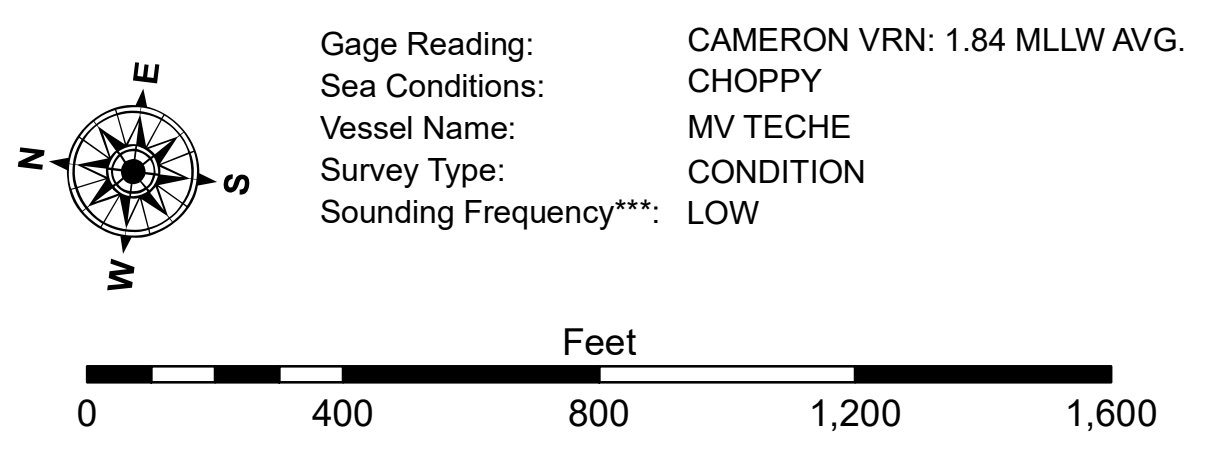 E
N
S
W
Gage Reading: CAMERON VRN: 1.84 MLLW AVG.
Sea Conditions: CHOPPY
Vessel Name: MV TECHE
Survey Type: CONDITION
Sounding Frequency***: LOW
Feet
0 400 800 1,200 1,600